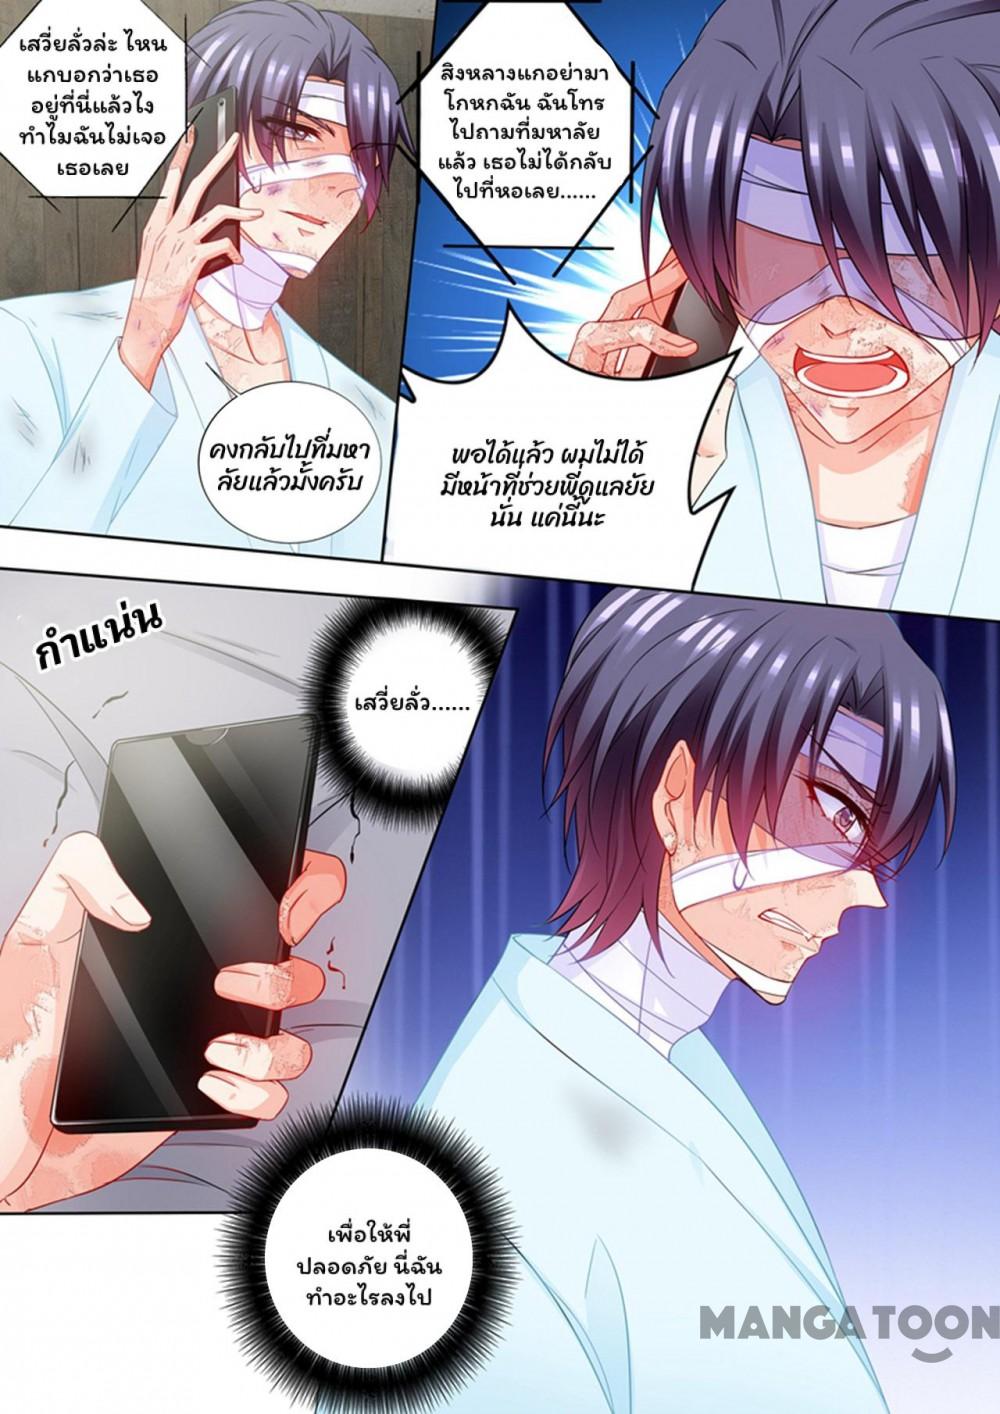 เสวี่ยลั่วล่ะ ไหน
แกบอกว่าเธอ
อยู่ที่นี่แล้วไง
ทำไมฉันไม่เจอ
เธอเลย
สิงหลางแกอย่ามา
โกหกฉัน ฉันโทร
ไปถามที่มหาลัย
แล้ว เธอไม่ได้กลับ
ไปที่หอเลย......
คงกลับไปที่มหา
ลัยแล้วมั้งครับ
พอได้แล้ว ผมไม่ได้
มีหน้าที่ช่วยพี่ดูแลยัย
นั่น แค่นี้นะ
กำแน่น
เสวี่ยลั่ว......
เพื่อให้พี่
ปลอดภัย นี่ฉัน
ทำอะไรลงไป
MANGATOON